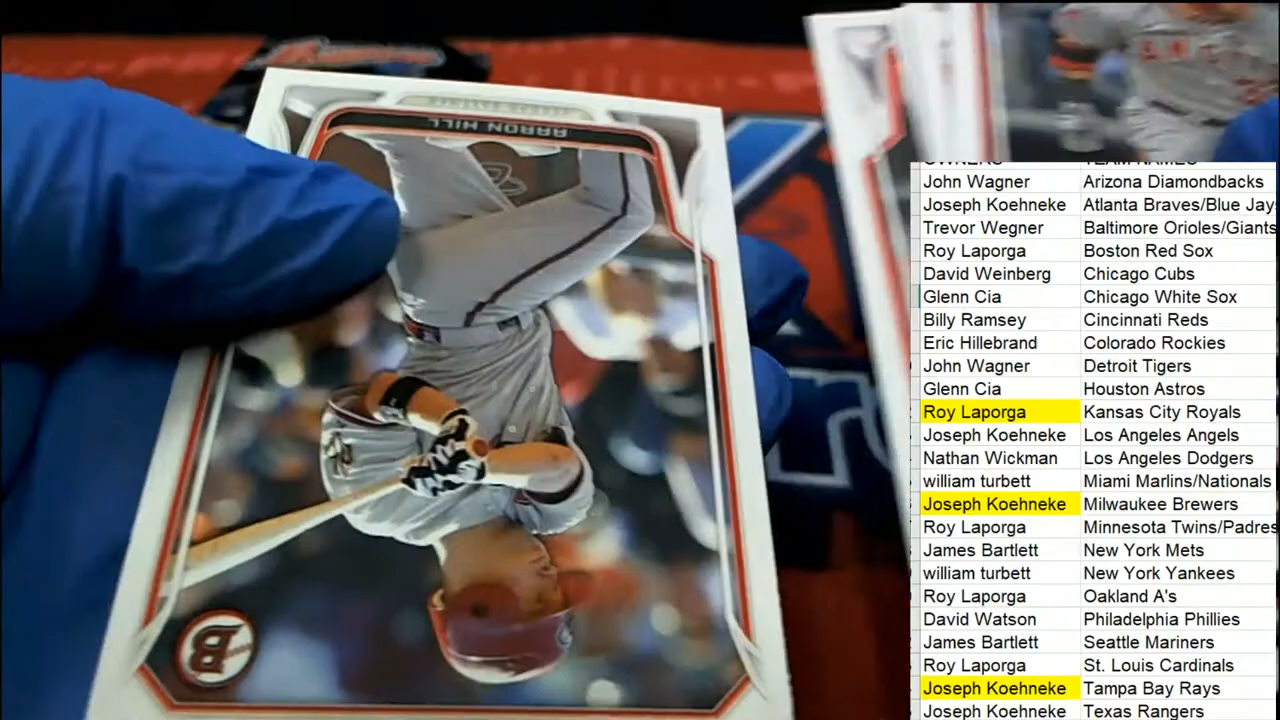 AARON HILL
B
OWNERS TEAM NAMES
John Wagner Arizona Diamondbacks
Joseph Koehneke Atlanta Braves/Blue Jay
Trevor Wegner Baltimore Orioles/Giants
Roy Laporga Boston Red Sox
David Weinberg Chicago Cubs
Glenn Cia Chicago White Sox
Billy Ramsey Cincinnati Reds
Eric Hillebrand Colorado Rockies
John Wagner Detroit Tigers
Glenn Cia Houston Astros
Roy Laporga Kansas City Royals
Joseph Koehneke Los Angeles Angels
Nathan Wickman Los Angeles Dodgers
william turbett Miami Marlins/Nationals
Joseph Koehneke Milwaukee Brewers
Roy Laporga Minnesota Twins/Padres
James Bartlett New York Mets
william turbett New York Yankees
Roy Laporga Oakland A's
David Watson Philadelphia Phillies
James Bartlett Seattle Mariners
Roy Laporga St. Louis Cardinals
Joseph Koehneke Tampa Bay Rays
Joseph Koehneke Texas Rangers